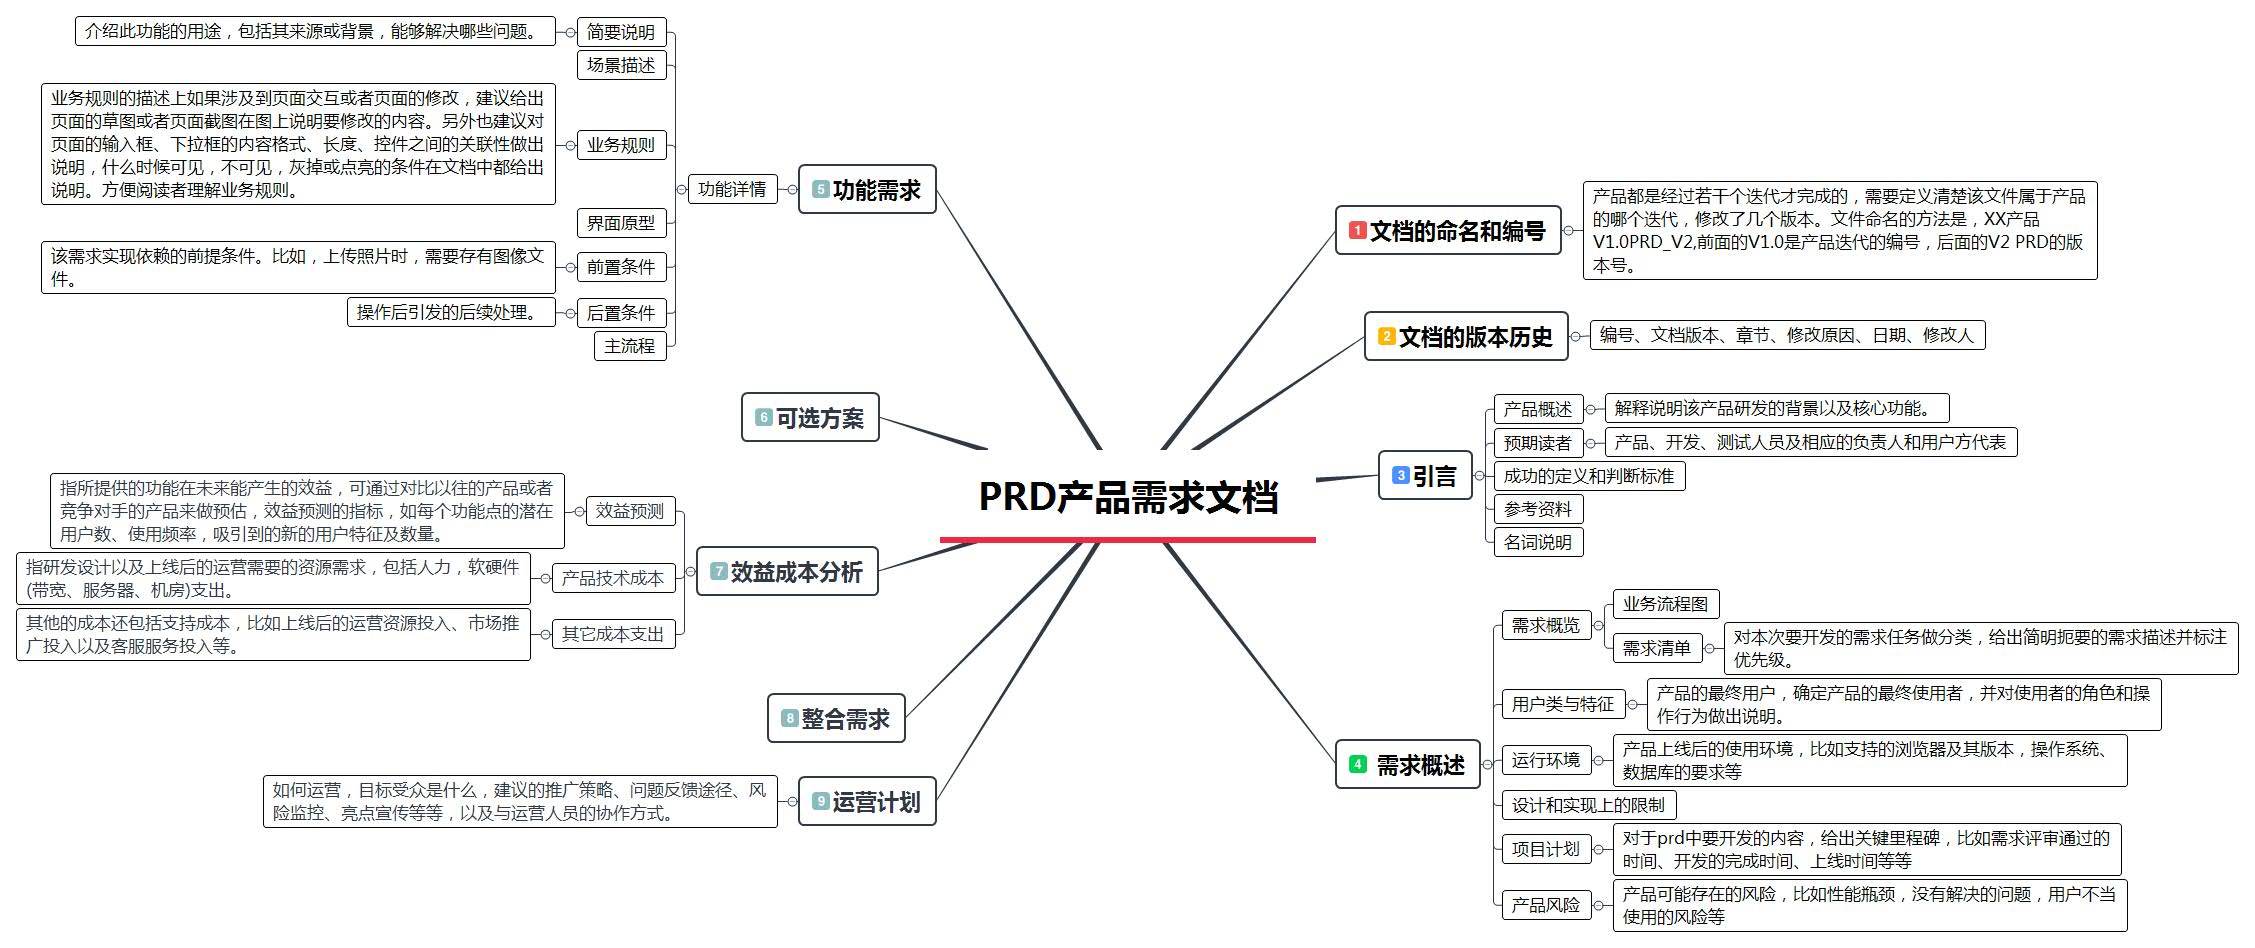 PRD产品需求文档
1 文档的命名和编号
产品都是经过若干个迭代才完成的，需要定义清楚该文件属于产品
的哪个迭代，修改了几个版本。文件命名的方法是，XX产品
V1.0PRD_V2,前面的V1.0是产品迭代的编号，后面的V2 PRD的版
本号。
2 文档的版本历史
编号、文档版本、章节、修改原因、日期、修改人
3 引言
产品概述
解释说明该产品研发的背景以及核心功能。
预期读者
产品、开发、测试人员及相应的负责人和用户方代表
成功的定义和判断标准
参考资料
名词说明
4 需求概述
需求概览
业务流程图
需求清单
对本次要开发的需求任务做分类，给出简明扼要的需求描述并标注
优先级。
用户类与特征
产品的最终用户，确定产品的最终使用者，并对使用者的角色和操
作行为做出说明。
运行环境
产品上线后的使用环境，比如支持的浏览器及其版本，操作系统、
数据库的要求等
设计和实现上的限制
项目计划
对于prd中要开发的内容，给出关键里程碑，比如需求评审通过的
时间、开发的完成时间、上线时间等等
产品风险
产品可能存在的风险，比如性能瓶颈，没有解决的问题，用户不当
使用的风险等
5 功能需求
功能详情
简要说明
介绍此功能的用途，包括其来源或背景，能够解决哪些问题。
场景描述
业务规则
业务规则的描述上如果涉及到页面交互或者页面的修改，建议给出
页面的草图或者页面截图在图上说明要修改的内容。另外也建议对
页面的输入框、下拉框的内容格式、长度、控件之间的关联性做出
说明，什么时候可见，不可见，灰掉或点亮的条件在文档中都给出
说明。方便阅读者理解业务规则。
界面原型
前置条件
该需求实现依赖的前提条件。比如，上传照片时，需要存有图像文
件。
后置条件
操作后引发的后续处理。
主流程
6 可选方案
7 效益成本分析
效益预测
指所提供的功能在未来能产生的效益，可通过对比以往的产品或者
竞争对手的产品来做预估，效益预测的指标，如每个功能点的潜在
用户数、使用频率，吸引到的新的用户特征及数量。
产品技术成本
指研发设计以及上线后的运营需要的资源需求，包括人力，软硬件
(带宽、服务器、机房)支出。
其它成本支出
其他的成本还包括支持成本，比如上线后的运营资源投入、市场推
广投入以及客服服务投入等。
8 整合需求
9 运营计划
如何运营，目标受众是什么，建议的推广策略、问题反馈途径、风
险监控、亮点宣传等等，以及与运营人员的协作方式。